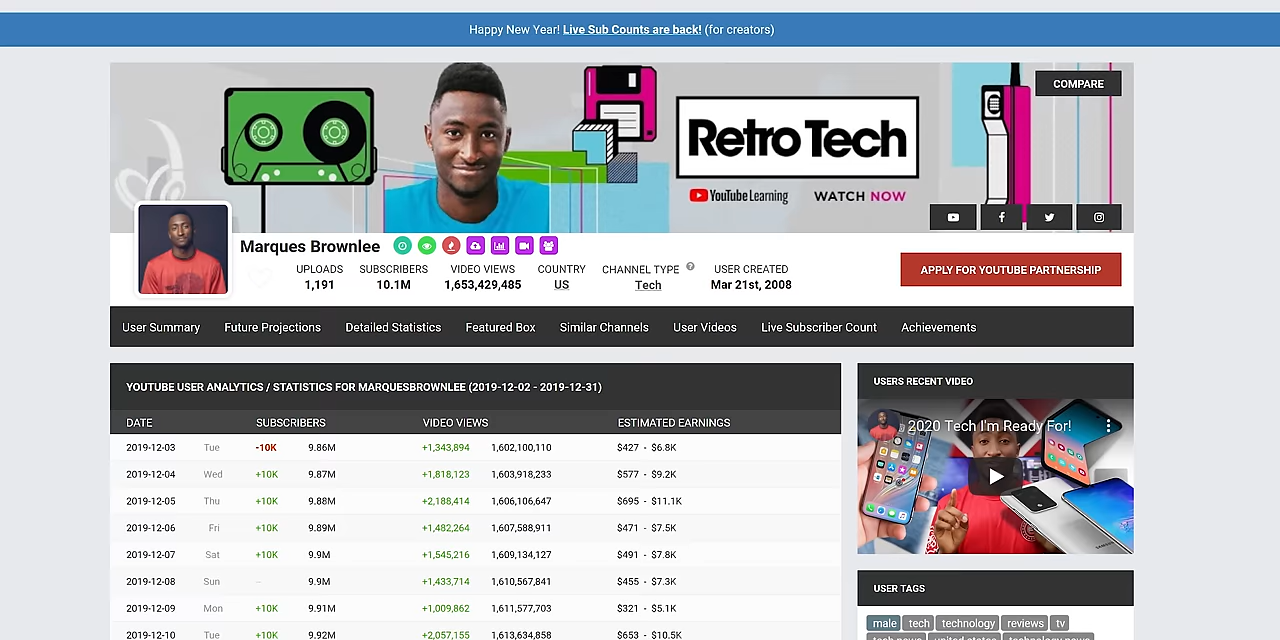 Happy New Year! Live Sub Counts are back! (for creators)
COMPARE
Retro Tech
YouTube Learning WATCH NOW
Marques Brownlee
UPLOADS SUBSCRIBERS VIDEO VIEWS COUNTRY CHANNEL TYPE ? USER CREATED
1,191 10.1M 1,653,429,485 US Tech Mar 21st, 2008
APPLY FOR YOUTUBE PARTNERSHIP
User Summary Future Projections Detailed Statistics Featured Box Similar Channels User Videos Live Subscriber Count Achievements
YOUTUBE USER ANALYTICS / STATISTICS FOR MARQUESBROWNLEE (2019-12-02 - 2019-12-31)
DATE SUBSCRIBERS VIDEO VIEWS ESTIMATED EARNINGS
2019-12-03 Tue -10K 9.86M +1,343,894 1,602,100,110 $427 - $6.8K
2019-12-04 Wed +10K 9.87M +1,818,123 1,603,918,233 $577 - $9.2K
2019-12-05 Thu +10K 9.88M +2,188,414 1,606,106,647 $695 - $11.1K
2019-12-06 Fri +10K 9.89M +1,482,264 1,607,588,911 $471 - $7.5K
2019-12-07 Sat +10K 9.9M +1,545,216 1,609,134,127 $491 - $7.8K
2019-12-08 Sun -- 9.9M +1,433,714 1,610,567,841 $455 - $7.3K
2019-12-09 Mon +10K 9.91M +1,009,862 1,611,577,703 $321 - $5.1K
2019-12-10 Tue +10K 9.92M +2,057,155 1,613,634,858 $653 - $10.5K
USERS RECENT VIDEO
2020 Tech I'm Ready For!
SAMSUNG
USER TAGS
male tech technology reviews tv
tech news united states technology news